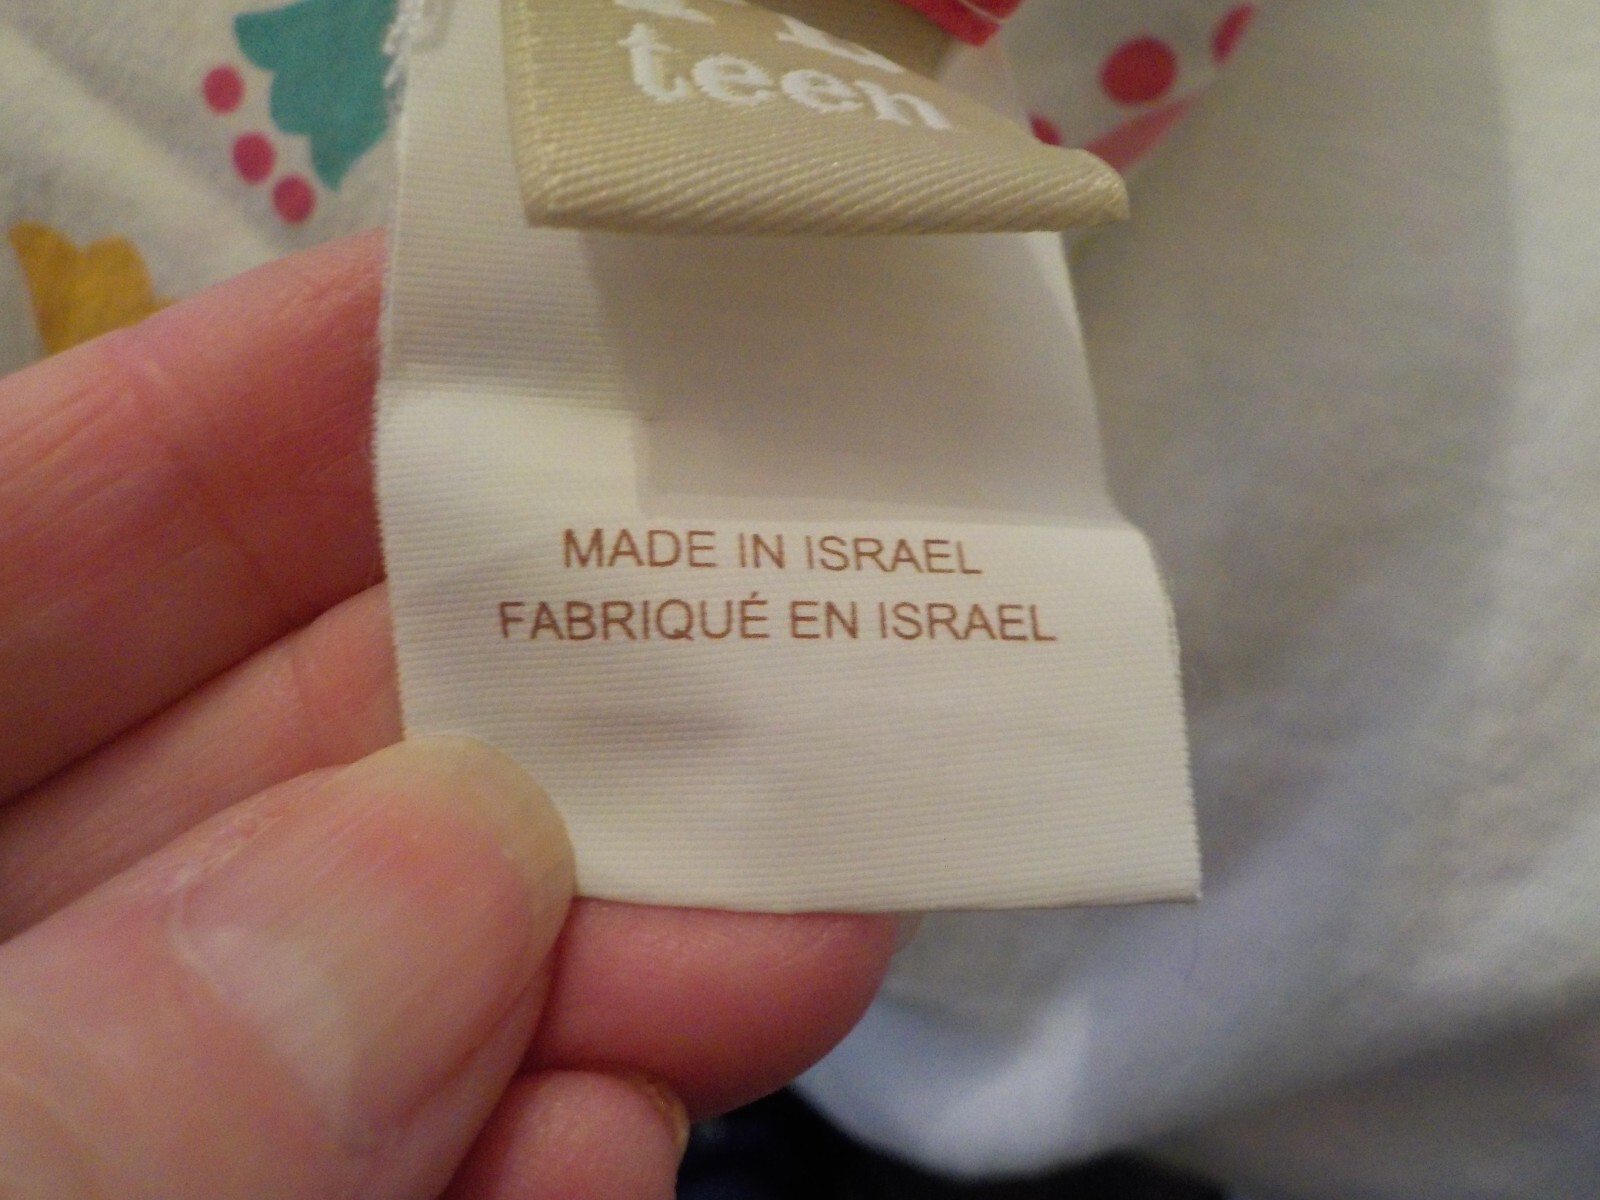 teen
MADE IN ISRAEL
FABRIQUÉ EN ISRAEL